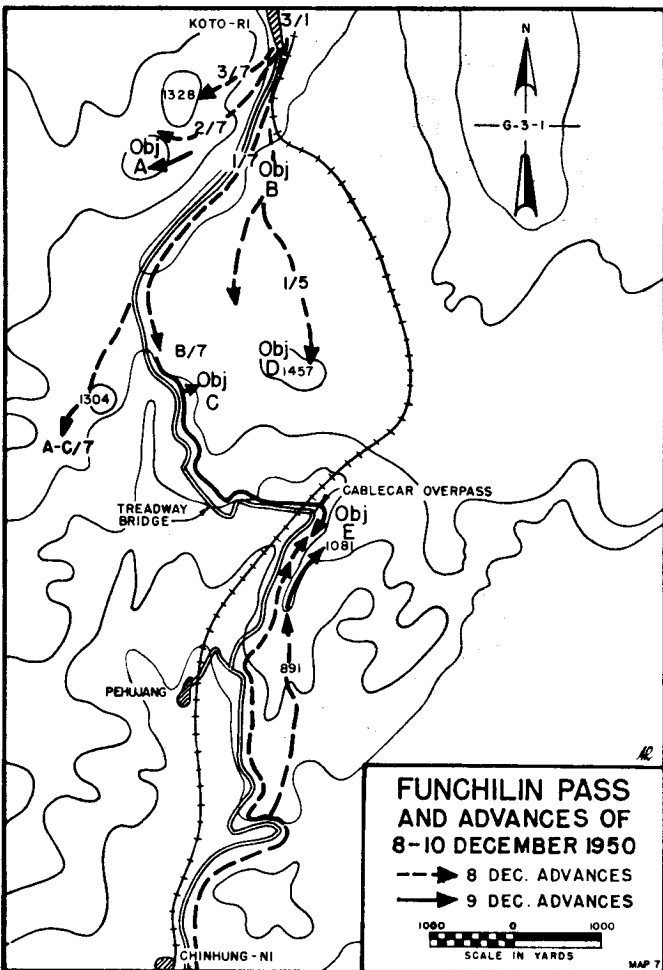 KOTO-RI
3/1
N
3/7
1328
G-3-1
2/7
Obj
A
1/7
Obj
B
1/5
B/7
Obj
D 1457
Obj
C
1304
A-C/7
CABLECAR OVERPASS
TREADWAY
BRIDGE
Obj
E
1081
891
PEHUJANG
FUNCHILIN PASS
AND ADVANCES OF
8-10 DECEMBER 1950
8 DEC. ADVANCES
9 DEC. ADVANCES
1000 0 1000
SCALE IN YARDS
CHINHUNG-NI
MAP 7